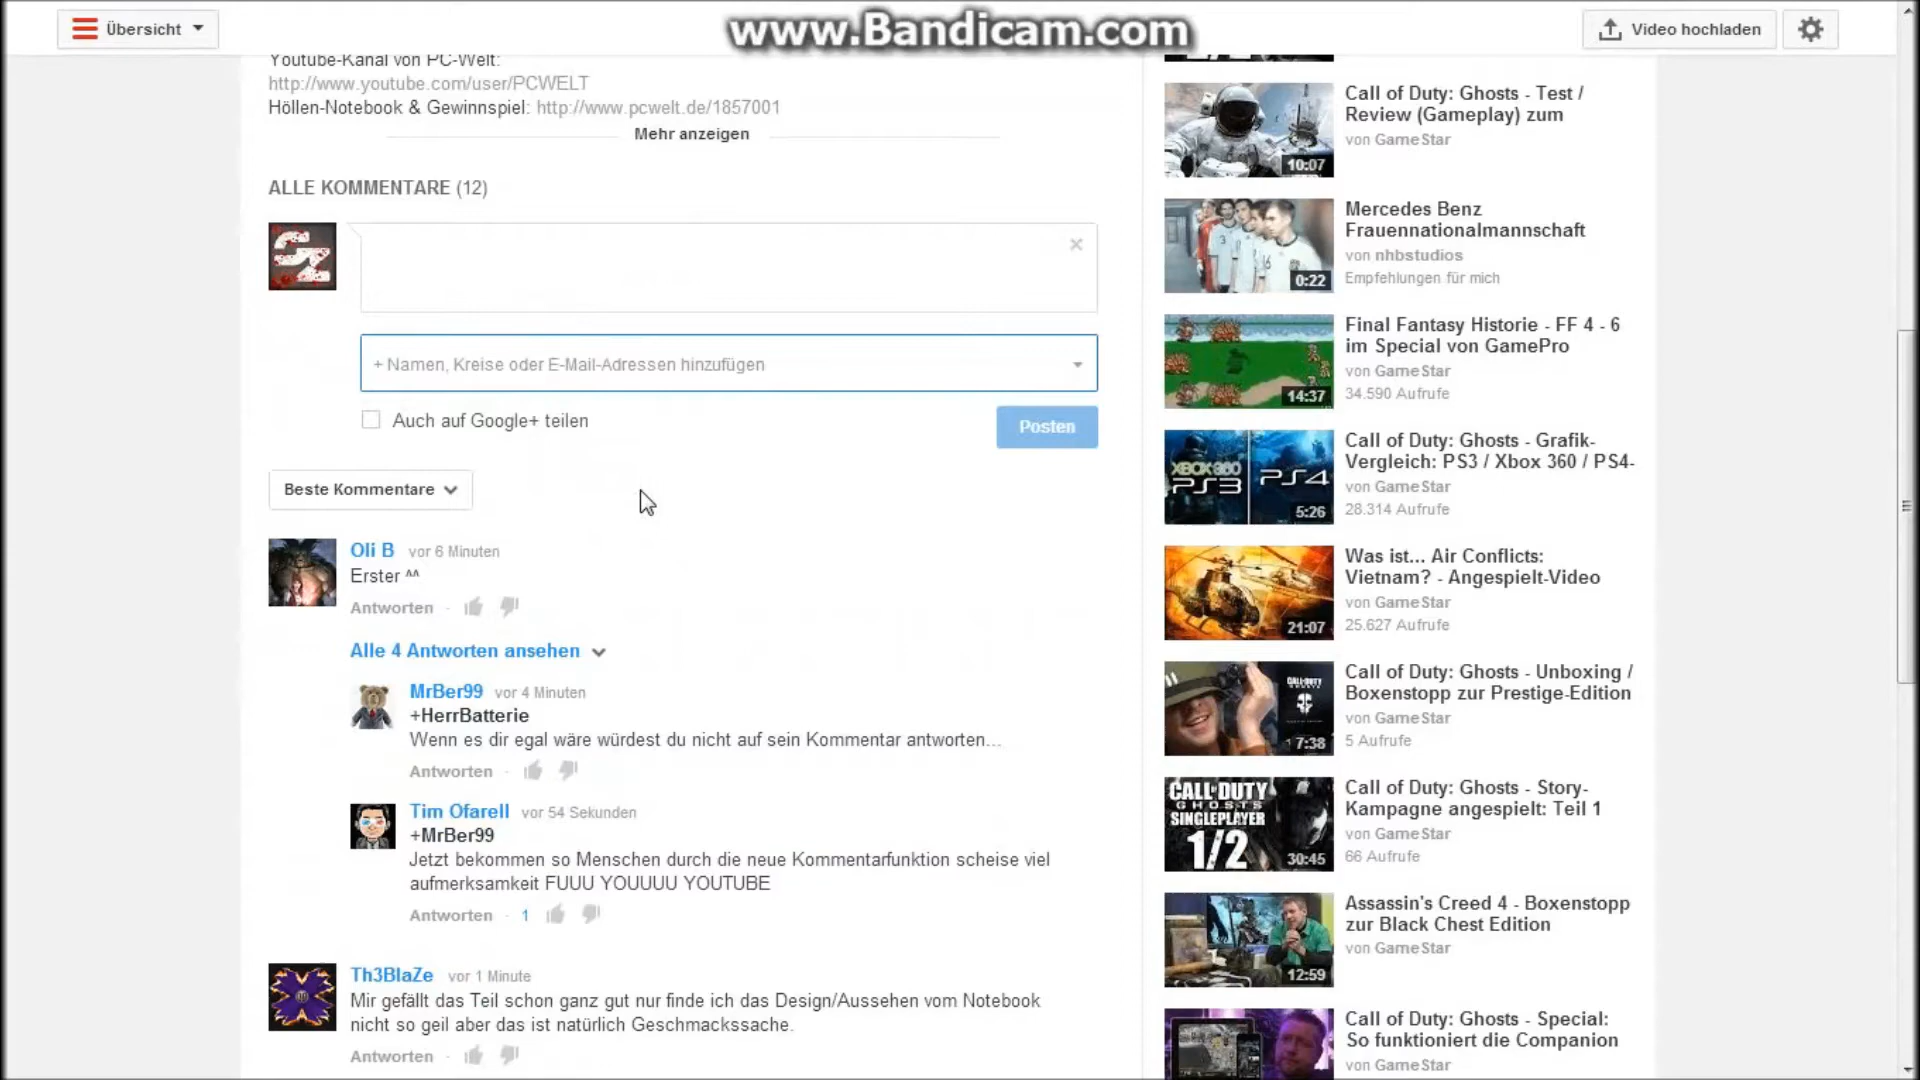 Übersicht
www.Bandicam.com
Video hochladen
Youtube-Kanal von PC-Welt:
http://www.youtube.com/user/PCWELT
Höllen-Notebook & Gewinnspiel: http://www.pcwelt.de/1857001
Mehr anzeigen
ALLE KOMMENTARE (12)
+ Namen, Kreise oder E-Mail-Adressen hinzufügen
Auch auf Google+ teilen
Posten
Beste Kommentare
Oli B vor 6 Minuten
Erster ^^
Antworten ·
Alle 4 Antworten ansehen
MrBer99 vor 4 Minuten
+HerrBatterie
Wenn es dir egal wäre würdest du nicht auf sein Kommentar antworten...
Antworten ·
Tim Ofarell vor 54 Sekunden
+MrBer99
Jetzt bekommen so Menschen durch die neue Kommentarfunktion scheise viel
aufmerksamkeit FUUU YOUUUU YOUTUBE
Antworten · 1
Th3BlaZe vor 1 Minute
Mir gefällt das Teil schon ganz gut nur finde ich das Design/Aussehen vom Notebook
nicht so geil aber das ist natürlich Geschmackssache.
Antworten ·
Call of Duty: Ghosts - Test /
Review (Gameplay) zum
von GameStar
10:07
Mercedes Benz
Frauennationalmannschaft
von nhbstudios
Empfehlungen für mich
0:22
Final Fantasy Historie - FF 4 - 6
im Special von GamePro
von GameStar
34.590 Aufrufe
14:37
Call of Duty: Ghosts - Grafik-
Vergleich: PS3 / Xbox 360 / PS4-
von GameStar
28.314 Aufrufe
XBOX 360
PS3
PS4
5:26
Was ist... Air Conflicts:
Vietnam? - Angespielt-Video
von GameStar
25.627 Aufrufe
21:07
Call of Duty: Ghosts - Unboxing /
Boxenstopp zur Prestige-Edition
von GameStar
5 Aufrufe
CALL·DUTY
GHOSTS
7:38
Call of Duty: Ghosts - Story-
Kampagne angespielt: Teil 1
von GameStar
66 Aufrufe
CALL DUTY
GHOSTS
SINGLEPLAYER
1/2
30:45
Assassin's Creed 4 - Boxenstopp
zur Black Chest Edition
von GameStar
12:59
Call of Duty: Ghosts - Special:
So funktioniert die Companion
von GameStar